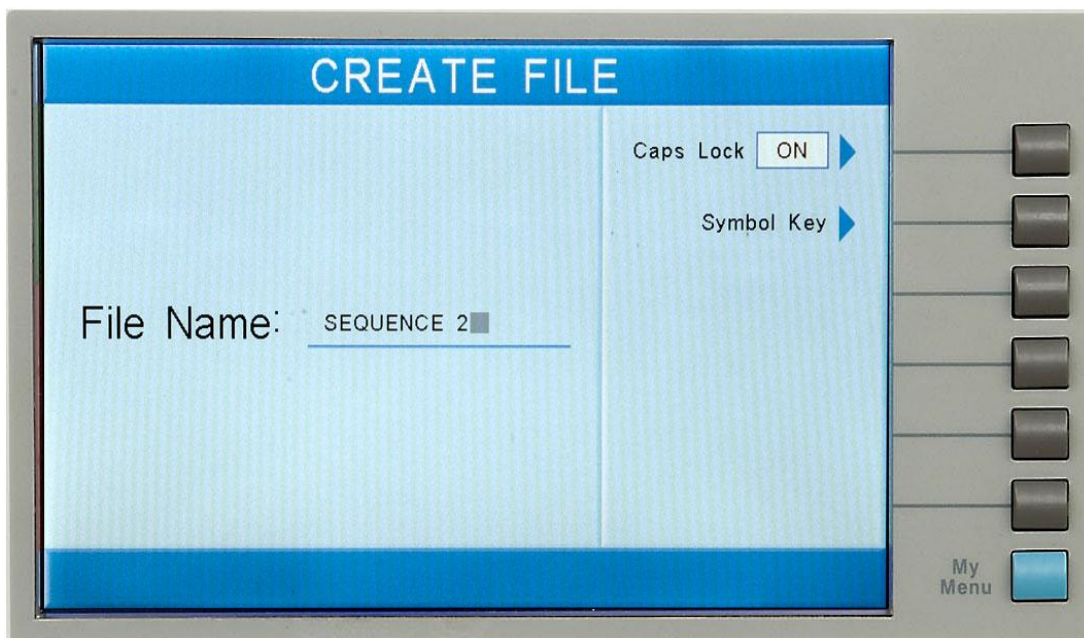 CREATE FILE
Caps Lock ON
Symbol Key
File Name: SEQUENCE 2
My
Menu